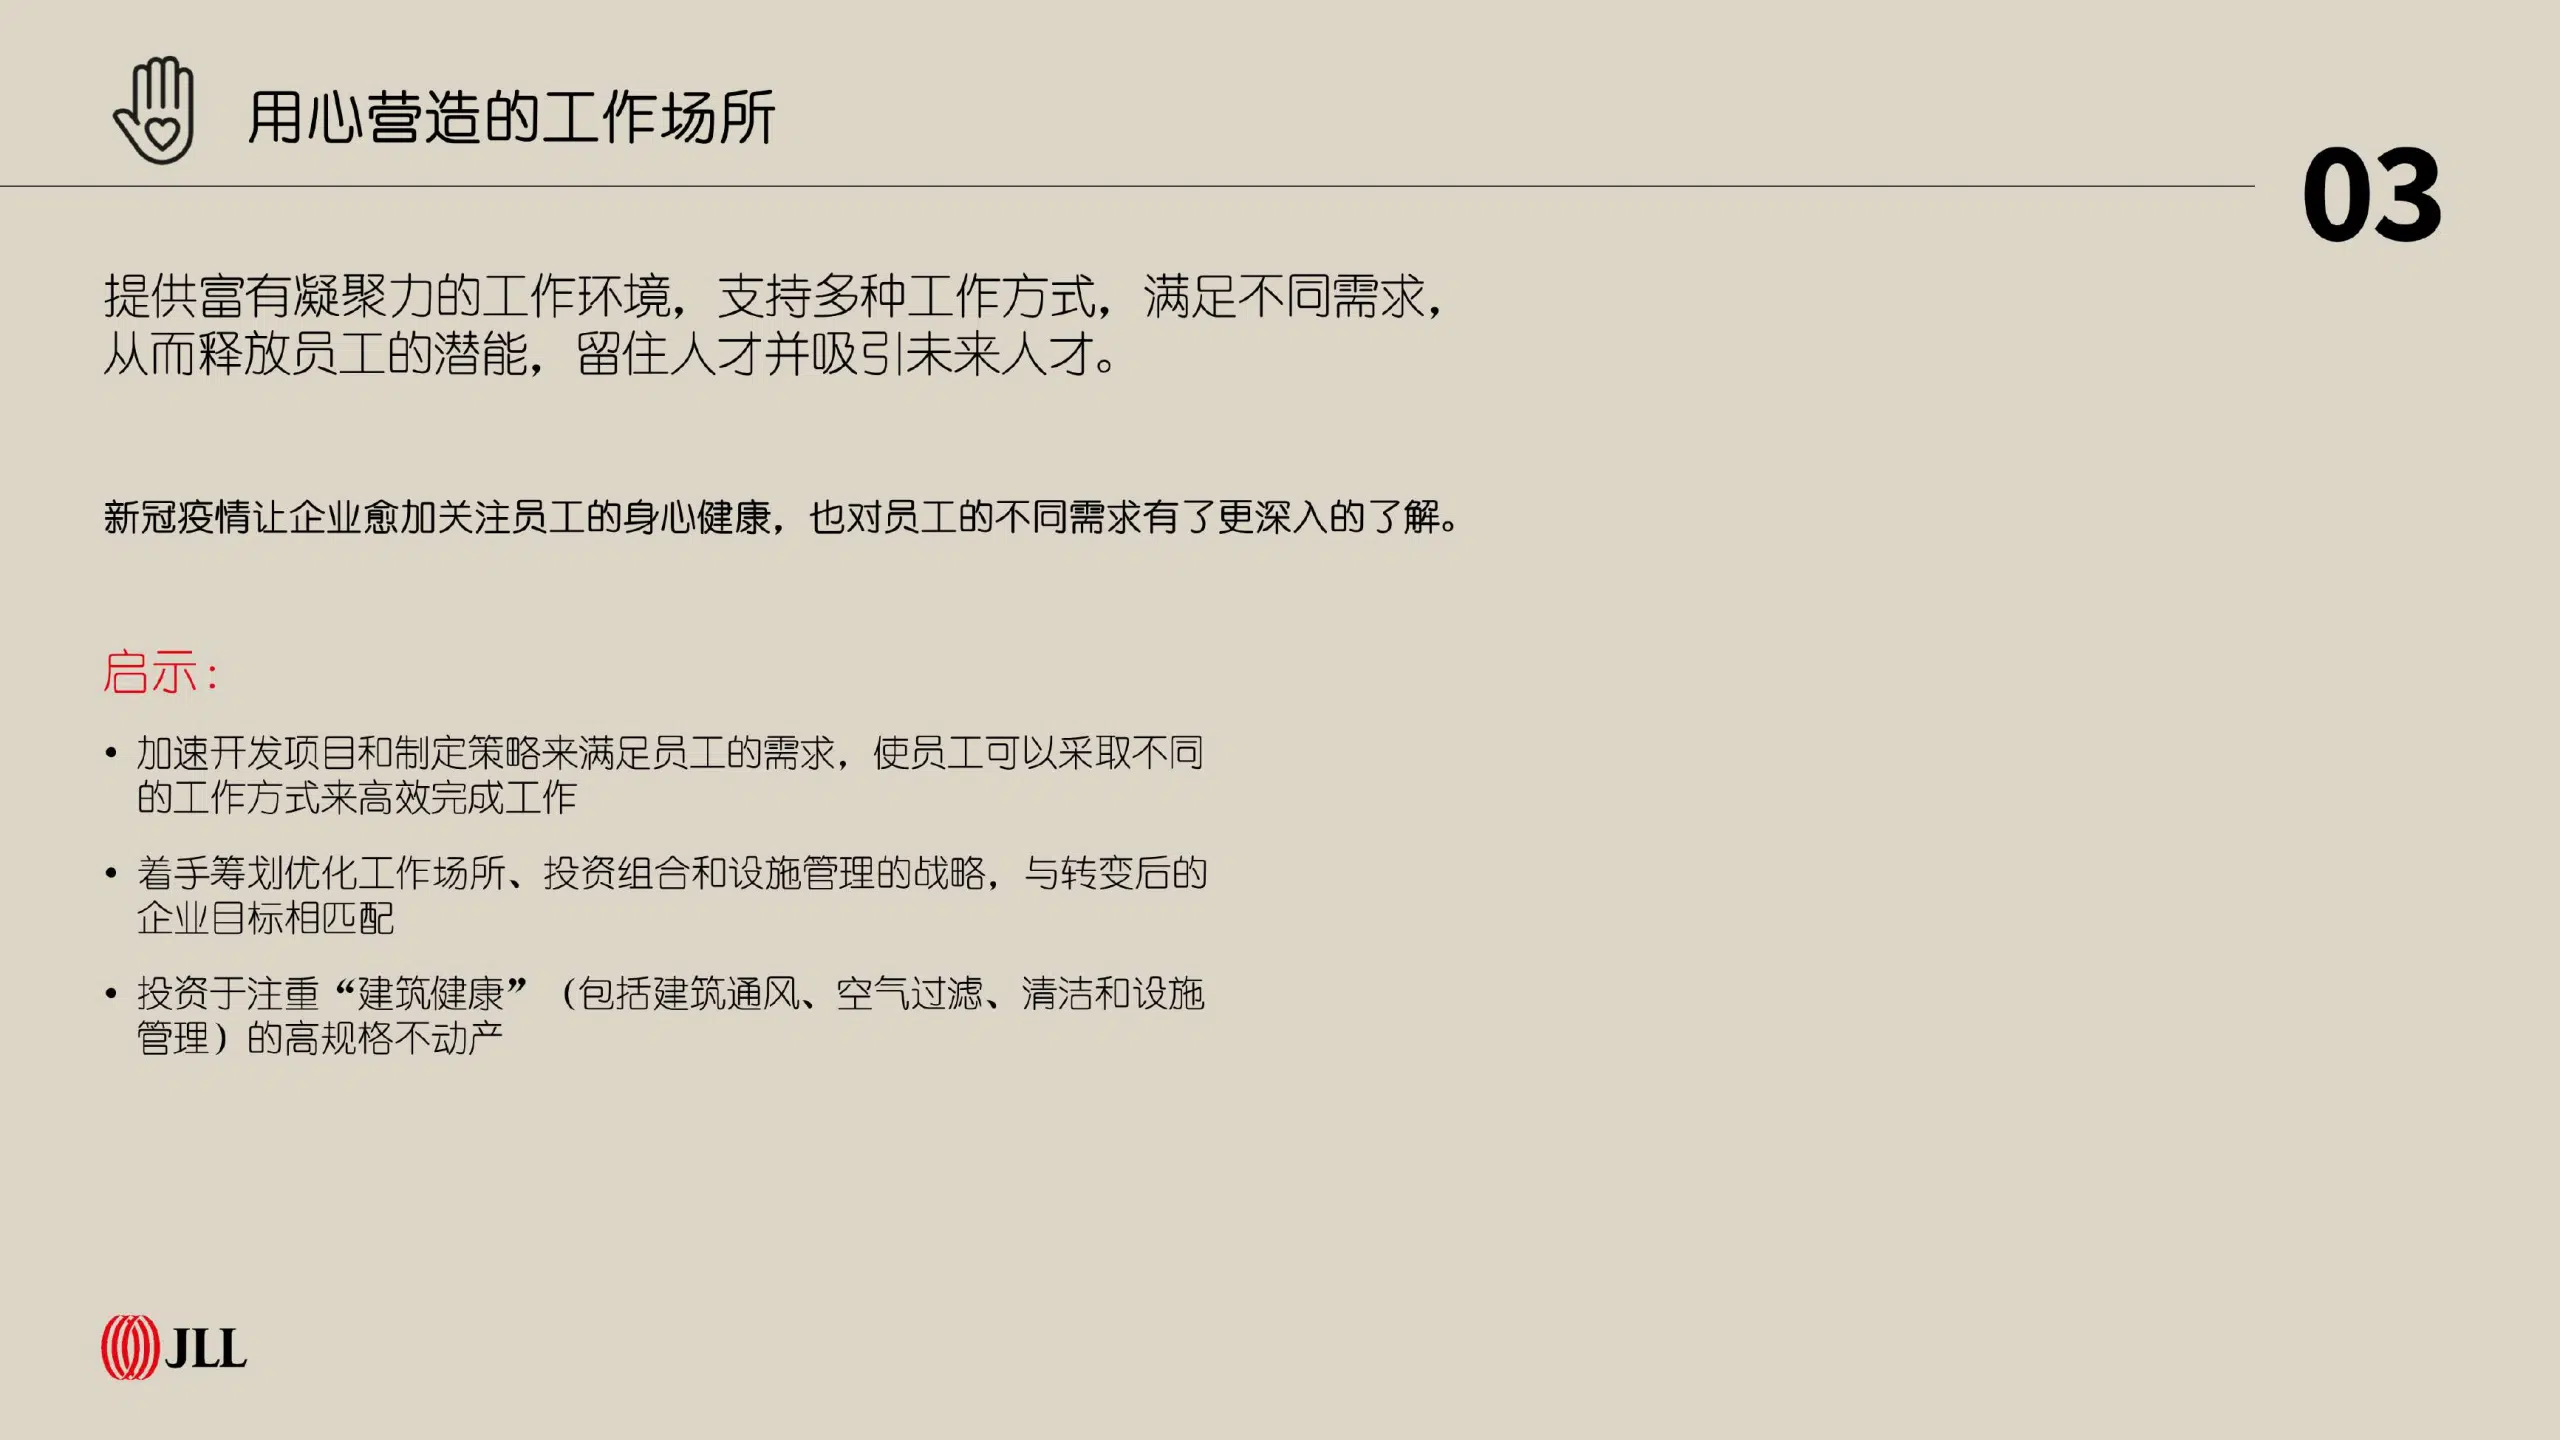 用心营造的工作场所
03
提供富有凝聚力的工作环境，支持多种工作方式，满足不同需求，
从而释放员工的潜能，留住人才并吸引未来人才。
新冠疫情让企业愈加关注员工的身心健康，也对员工的不同需求有了更深入的了解。
启示：
• 加速开发项目和制定策略来满足员工的需求，使员工可以采取不同
的工作方式来高效完成工作
• 着手筹划优化工作场所、投资组合和设施管理的战略，与转变后的
企业目标相匹配
• 投资于注重“建筑健康”（包括建筑通风、空气过滤、清洁和设施
管理）的高规格不动产
JLL